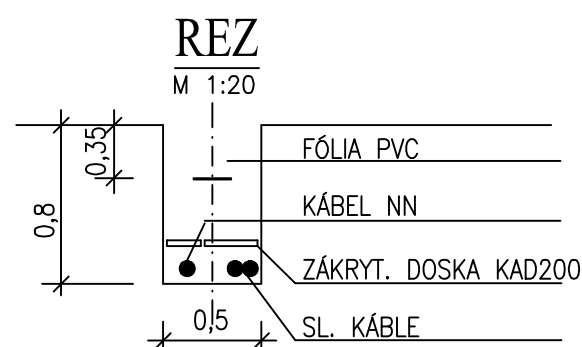 REZ
M 1:20
0,35
FÓLIA PVC
0,8
KÁBEL NN
ZÁKRYT. DOSKA KAD200
0,5
SL. KÁBLE